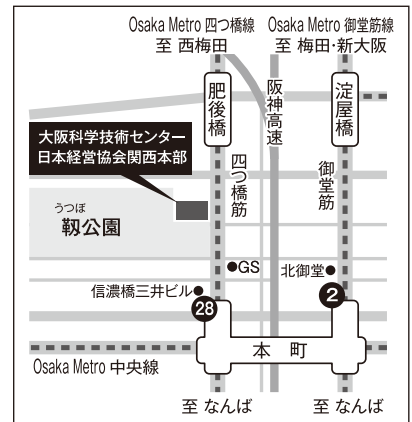 Osaka Metro 四つ橋線
至 西梅田
Osaka Metro 御堂筋線
至 梅田・新大阪
肥後橋
阪神高速
淀屋橋
大阪科学技術センター
日本経営協会関西本部
四つ橋筋
御堂筋
うつぼ
靱公園
GS
北御堂
信濃橋三井ビル
28
2
本町
Osaka Metro 中央線
至 なんば
至 なんば